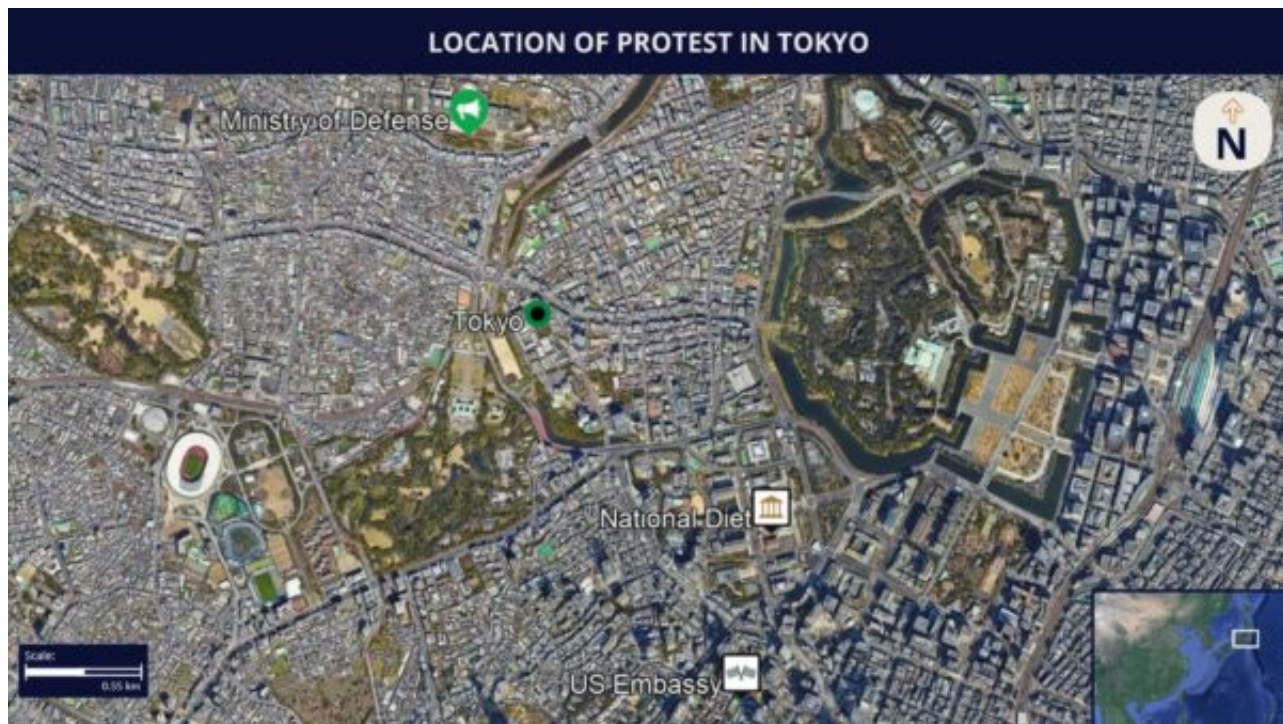 LOCATION OF PROTEST IN TOKYO
Ministry of Defense
N
Tokyo
National Diet
US Embassy
Scale:
0.55 km